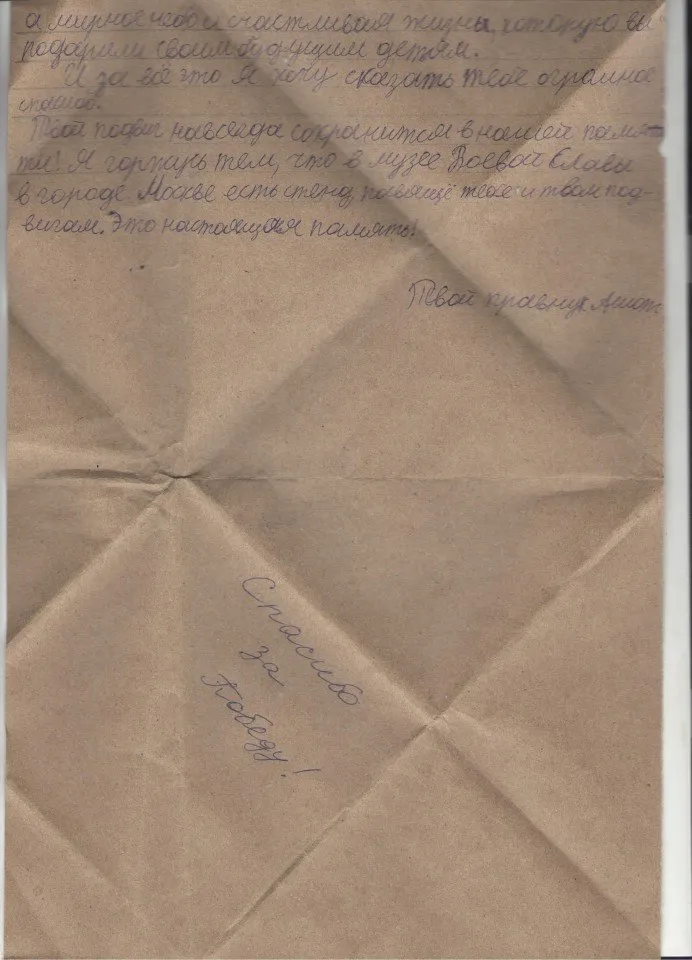 а мирное небо и счастливая жизнь, которую вы
подарили своим будущим детям.
И за всё это я хочу сказать тебе огромное
спасибо.
Твой подвиг навсегда сохранится в нашей памя-
ти! Я горжусь тем, что в музее Боевой Славы
в городе Москве есть стенд, посвящё тебе и твоим под-
вигам. Это настоящая память!
Твой правнук
Спасибо
за
Победу!